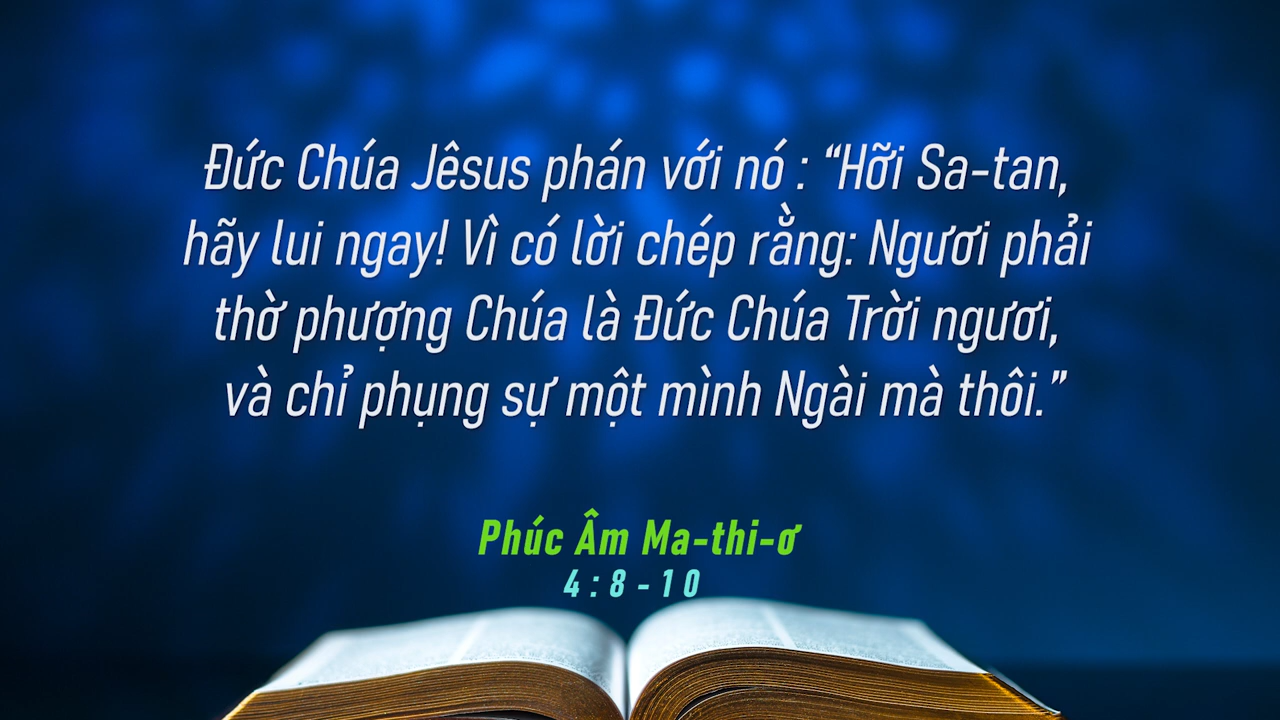 Đức Chúa Jêsus phán với nó : “Hỡi Sa-tan,
hãy lui ngay! Vì có lời chép rằng: Ngươi phải
thờ phượng Chúa là Đức Chúa Trời ngươi,
và chỉ phụng sự một mình Ngài mà thôi.”
Phúc Âm Ma-thi-ơ
4:8-10